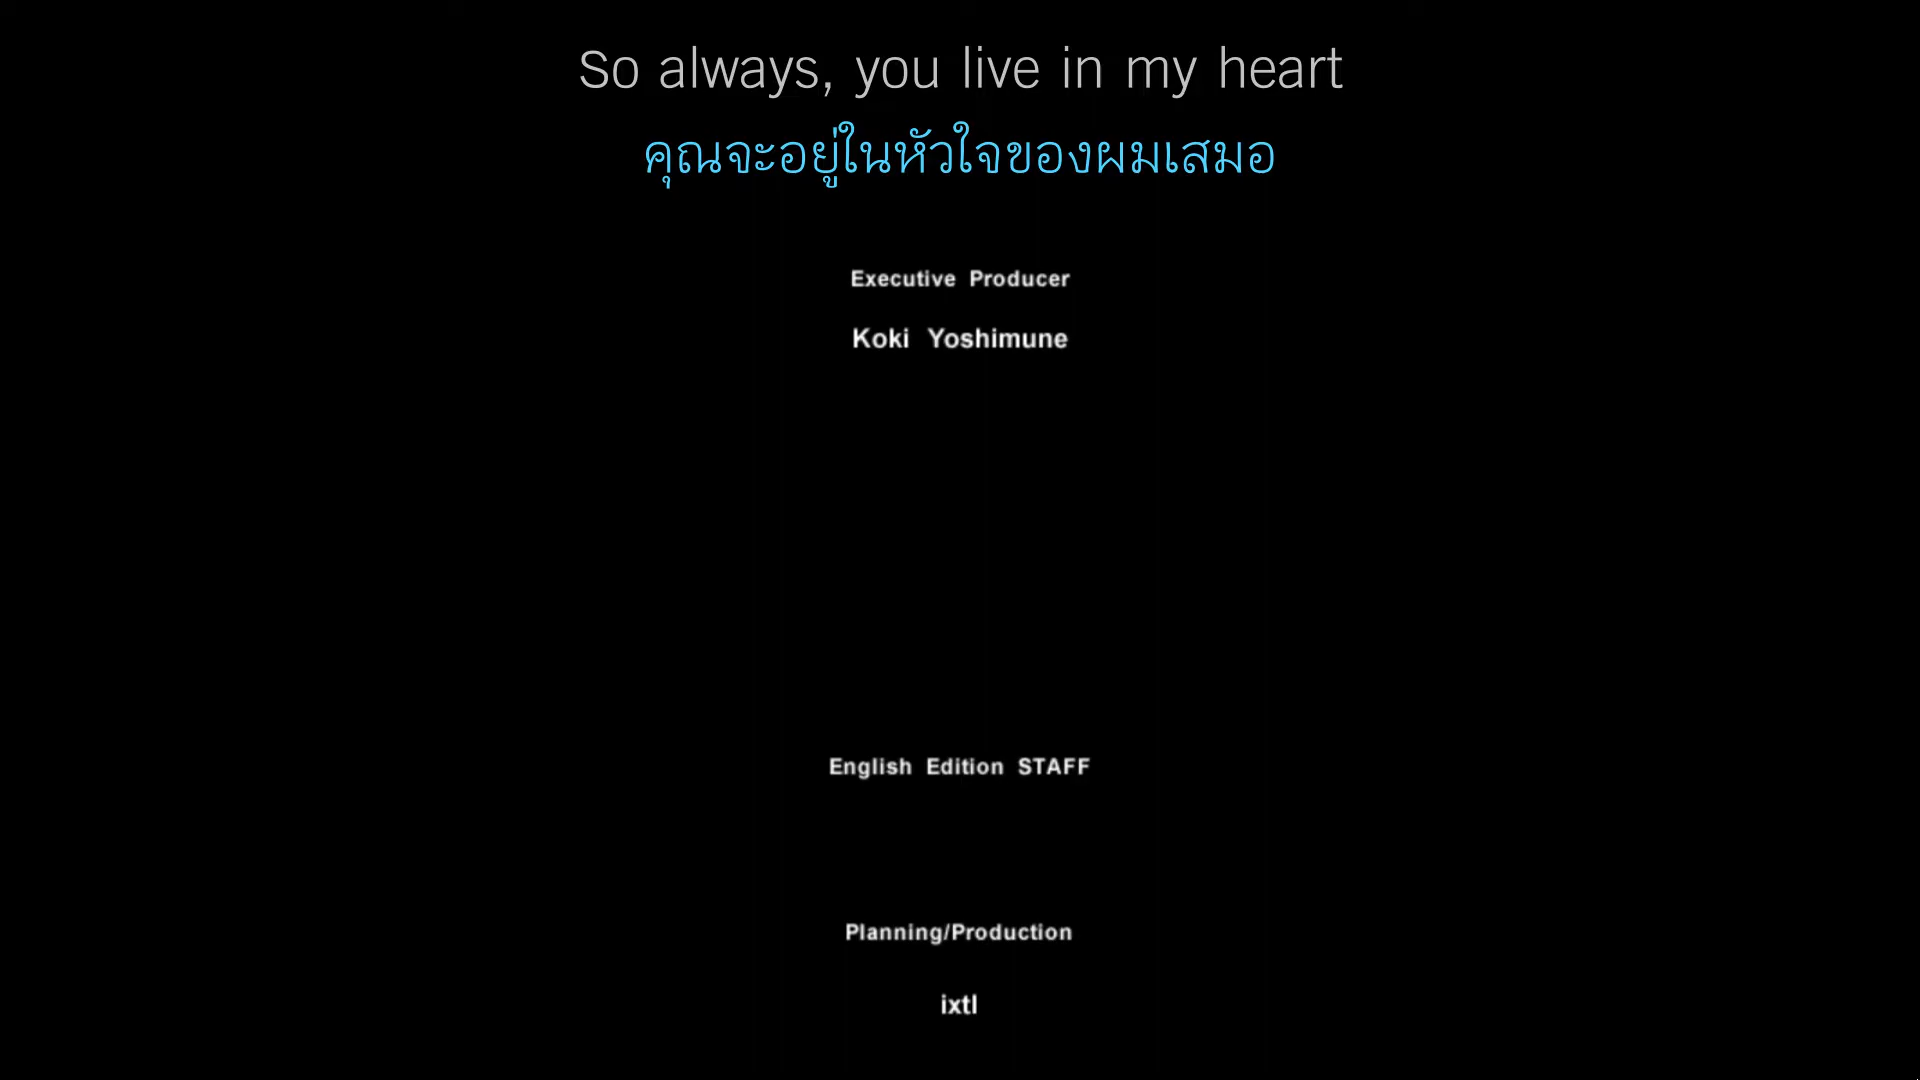 So always, you live in my heart
คุณจะอยู่ในหัวใจของผมเสมอ
Executive Producer
Koki Yoshimune
English Edition STAFF
Planning/Production
ixtl